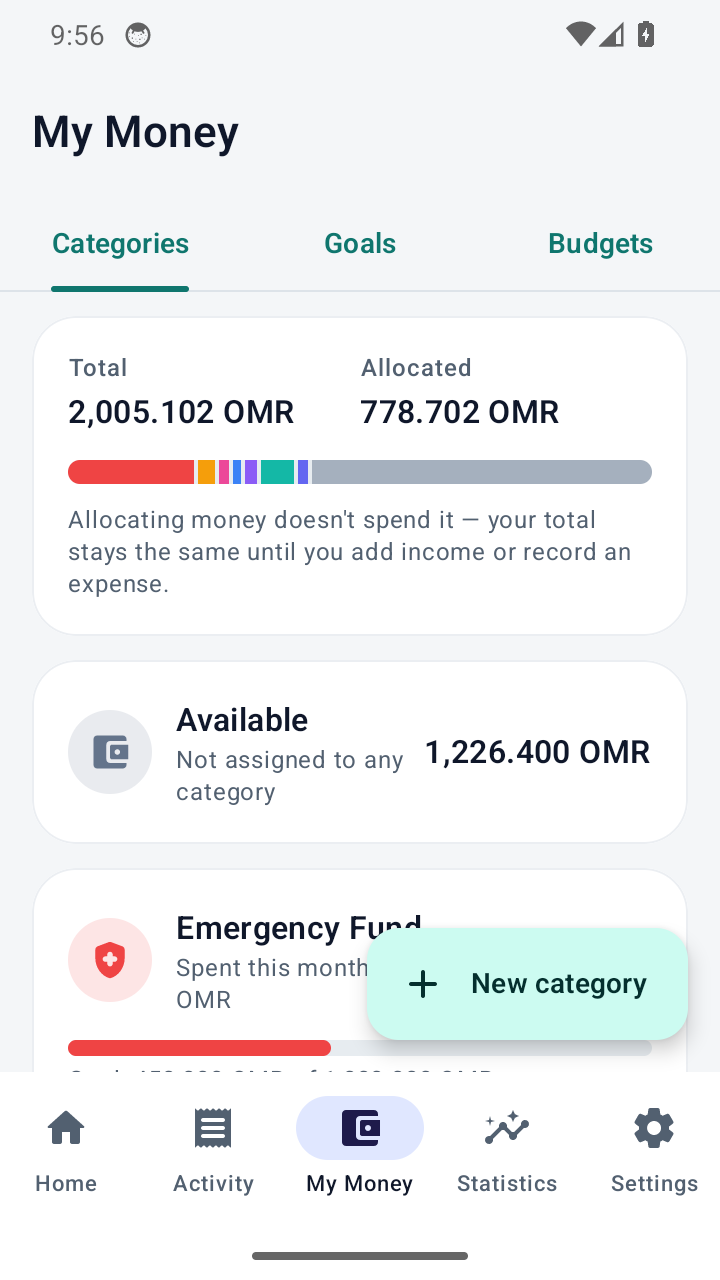 9:56
My Money
Categories
Goals
Budgets
Total
Allocated
2,005.102 OMR
778.702 OMR
Allocating money doesn't spend it — your total
stays the same until you add income or record an
expense.
Available
Not assigned to any
category
1,226.400 OMR
Emergency Fund
Spent this month
OMR
New category
Home
Activity
My Money
Statistics
Settings